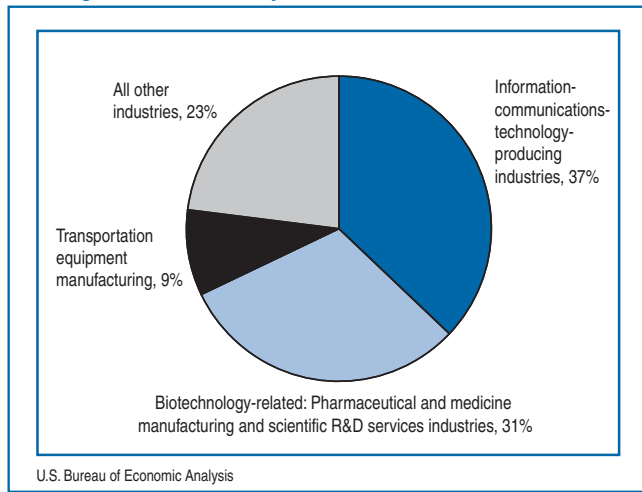 All other
industries, 23%
Information-
communications-
technology-
producing
industries, 37%
Transportation
equipment
manufacturing, 9%
Biotechnology-related: Pharmaceutical and medicine
manufacturing and scientific R&D services industries, 31%
U.S. Bureau of Economic Analysis